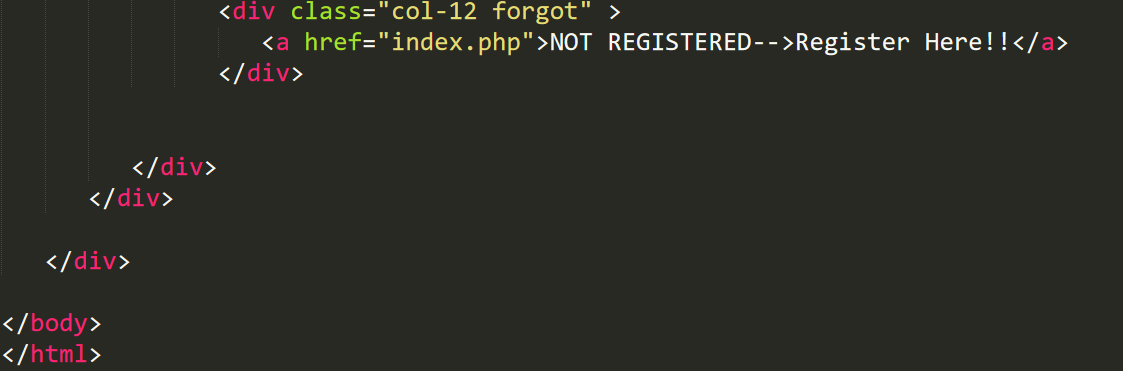 <div class="col-12 forgot" >
<a href="index.php">NOT REGISTERED-->Register Here!!</a>
</div>
</div>
</div>
</div>
</body>
</html>